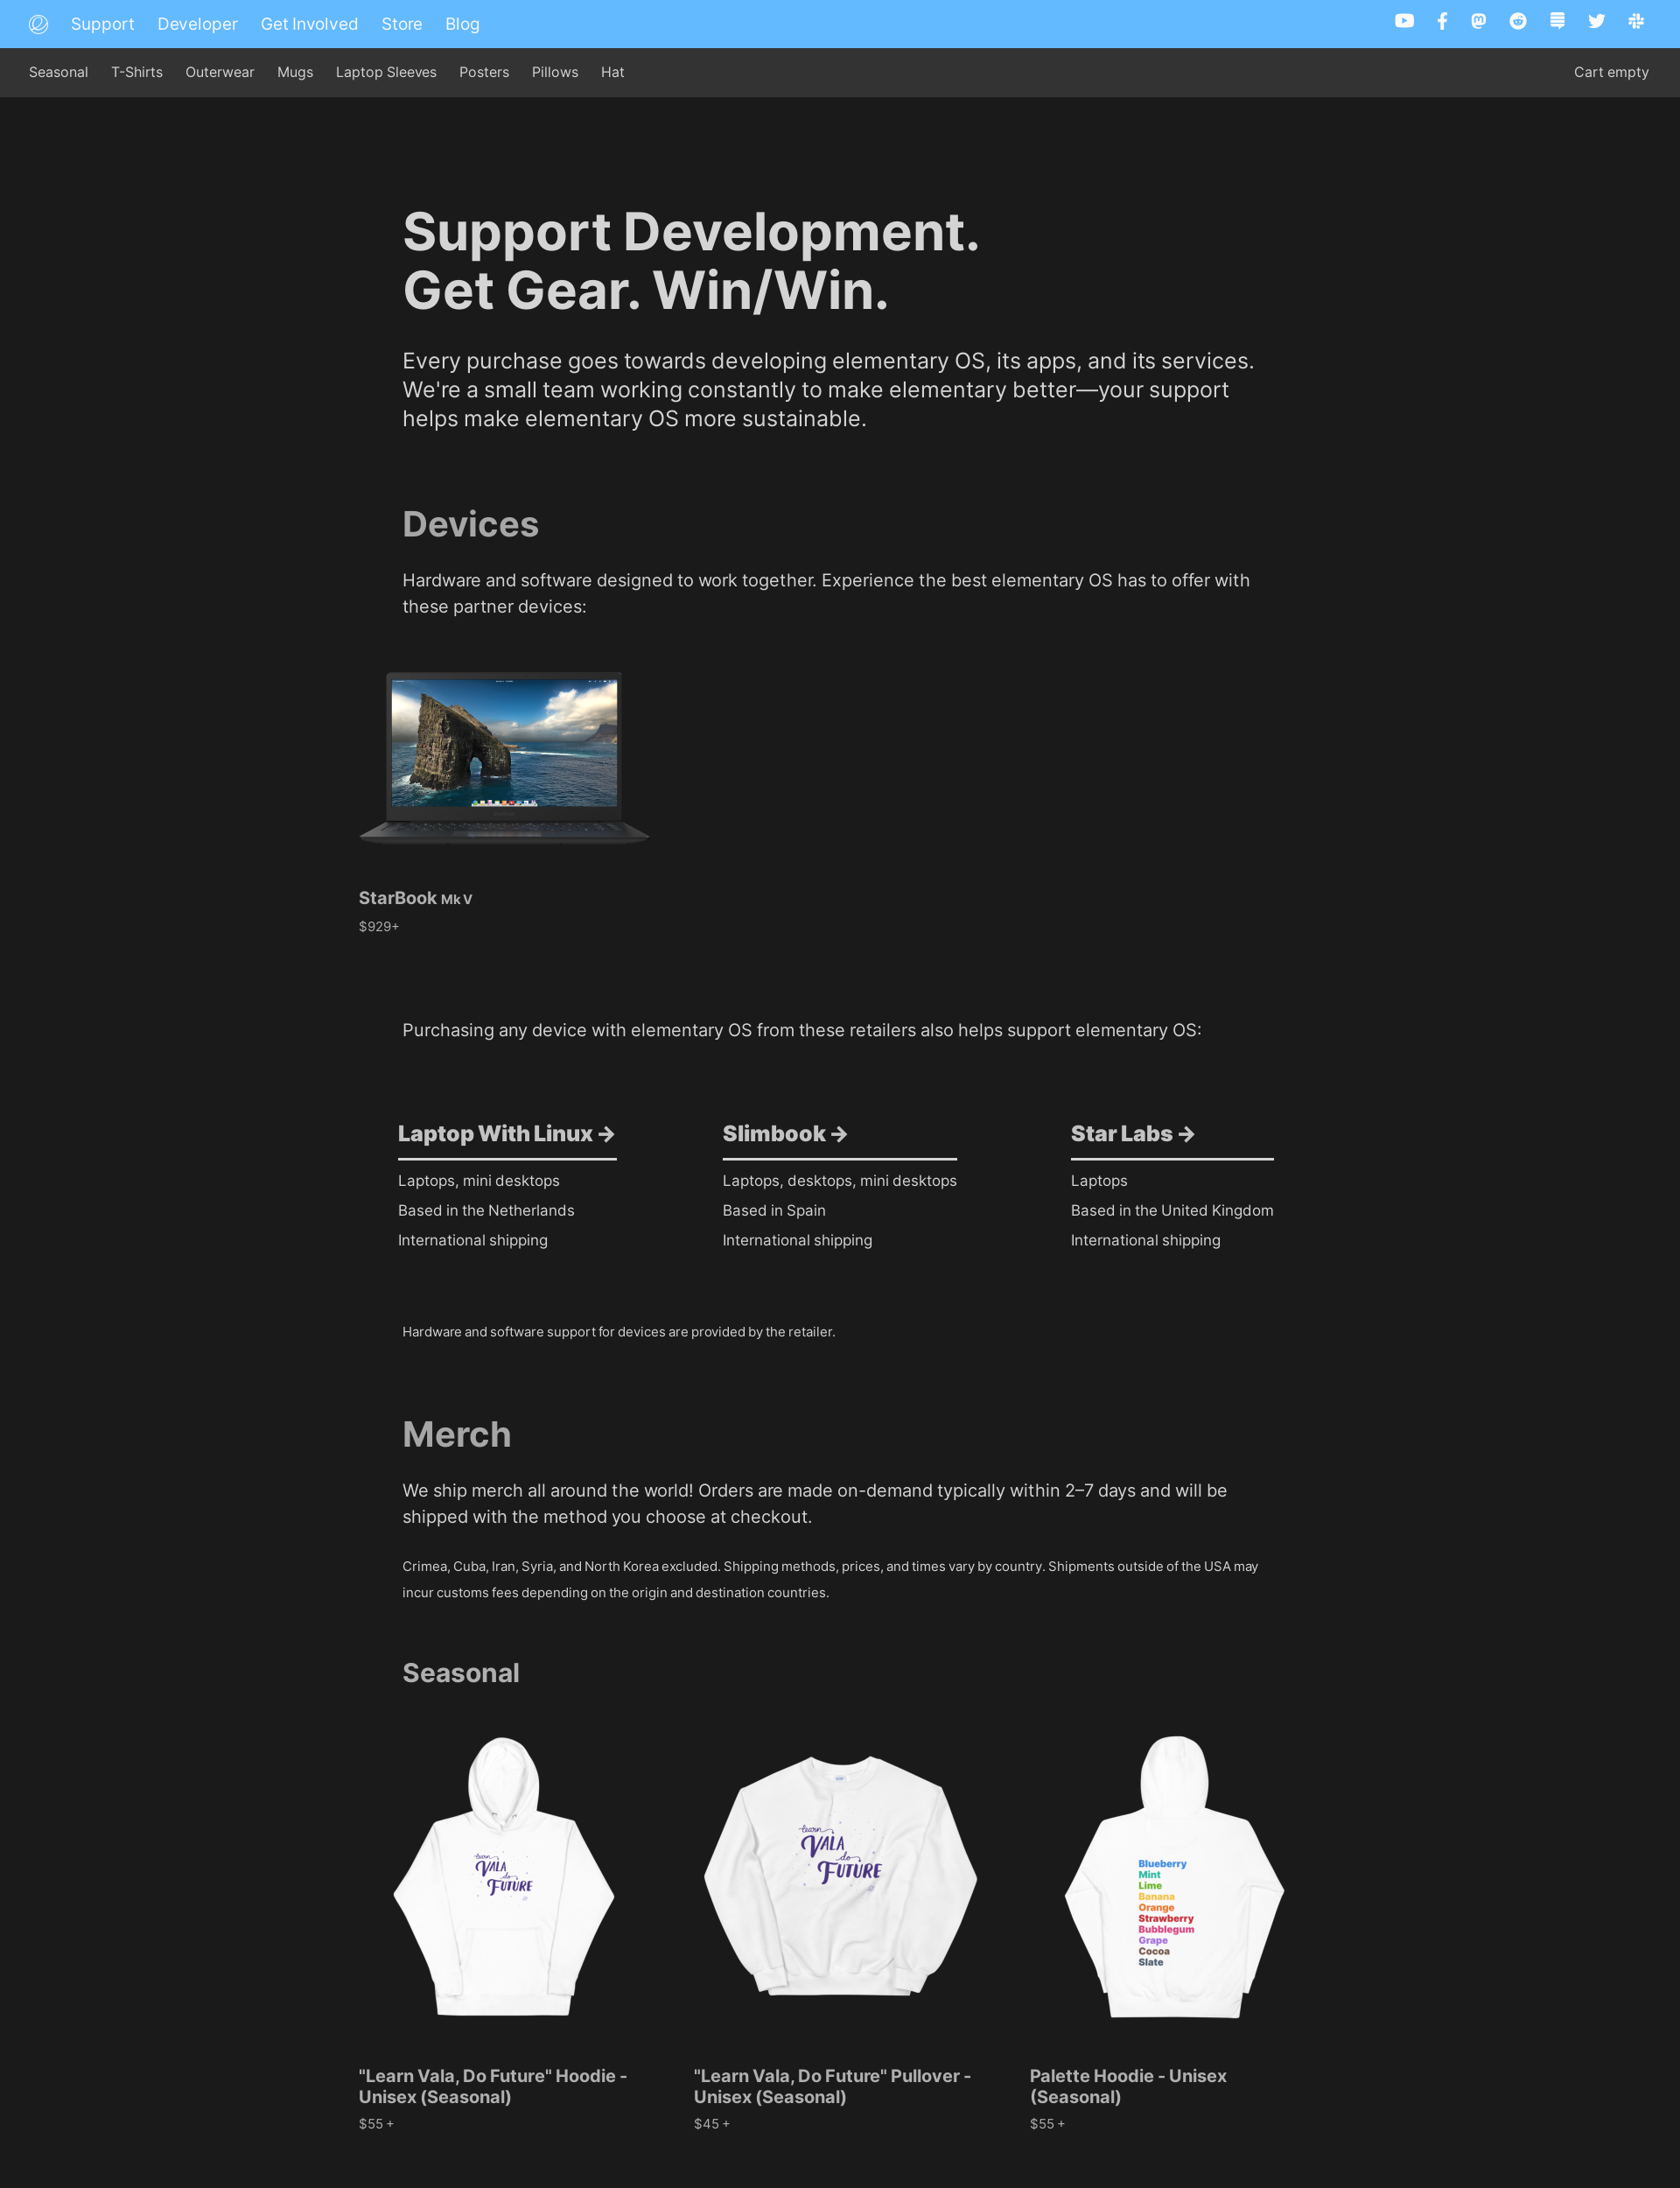 Support Developer Get Involved Store Blog
Seasonal T-Shirts Outerwear Mugs Laptop Sleeves Posters Pillows Hat Cart empty
Support Development.
Get Gear. Win/Win.
Every purchase goes towards developing elementary OS, its apps, and its services.
We're a small team working constantly to make elementary better—your support
helps make elementary OS more sustainable.
Devices
Hardware and software designed to work together. Experience the best elementary OS has to offer with
these partner devices:
StarBook Mk V
$929+
Purchasing any device with elementary OS from these retailers also helps support elementary OS:
Laptop With Linux →
Laptops, mini desktops
Based in the Netherlands
International shipping
Slimbook →
Laptops, desktops, mini desktops
Based in Spain
International shipping
Star Labs →
Laptops
Based in the United Kingdom
International shipping
Hardware and software support for devices are provided by the retailer.
Merch
We ship merch all around the world! Orders are made on-demand typically within 2–7 days and will be
shipped with the method you choose at checkout.
Crimea, Cuba, Iran, Syria, and North Korea excluded. Shipping methods, prices, and times vary by country. Shipments outside of the USA may
incur customs fees depending on the origin and destination countries.
Seasonal
learn
VALA
do
FUTURE
learn
VALA
do
FUTURE
Blueberry
Mint
Lime
Banana
Orange
Strawberry
Bubblegum
Grape
Cocoa
Slate
"Learn Vala, Do Future" Hoodie -
Unisex (Seasonal)
$55 +
"Learn Vala, Do Future" Pullover -
Unisex (Seasonal)
$45 +
Palette Hoodie - Unisex
(Seasonal)
$55 +